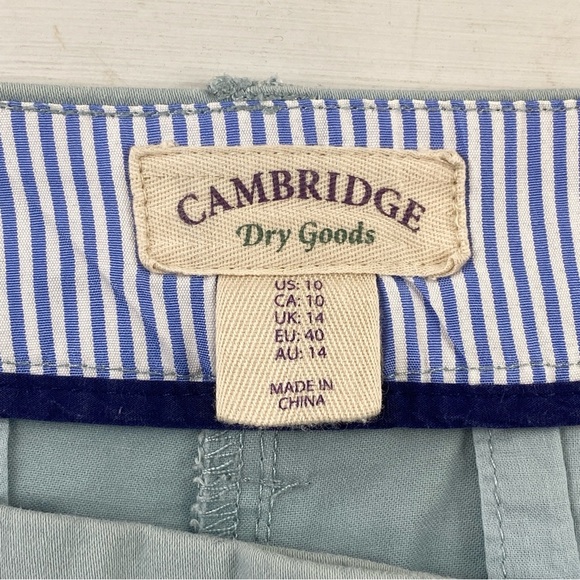 CAMBRIDGE
Dry Goods
US: 10
CA: 10
UK: 14
EU: 40
AU: 14
MADE IN
CHINA